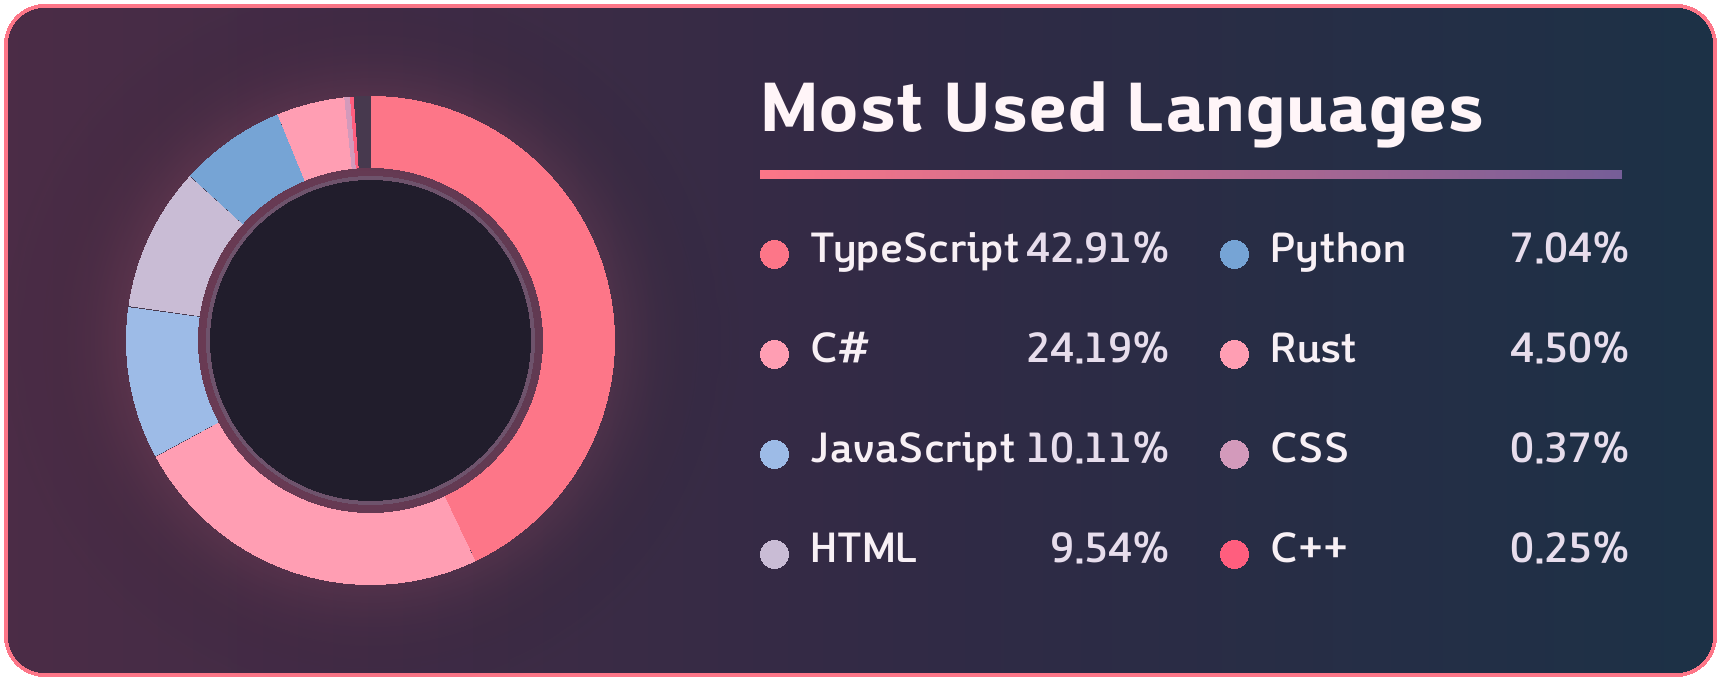 Most Used Languages
TypeScript 42.91% Python 7.04%
C# 24.19% Rust 4.50%
JavaScript 10.11% CSS 0.37%
HTML 9.54% C++ 0.25%